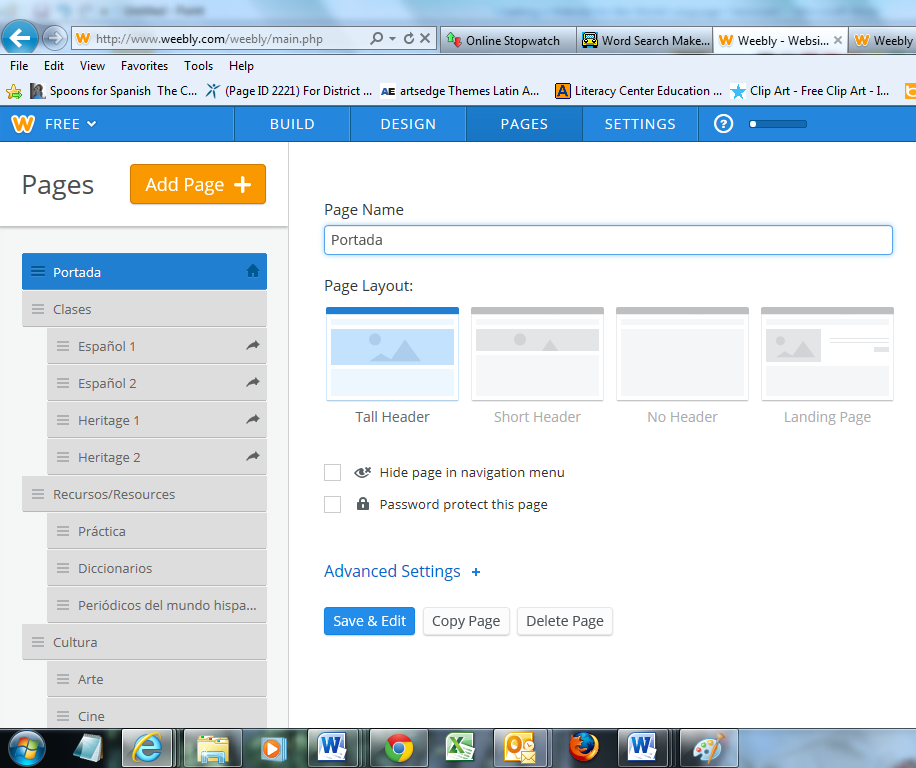 http://www.weebly.com/weebly/main.php
Online Stopwatch
Word Search Make...
Weebly - Websi...
Weebly
File Edit View Favorites Tools Help
Spoons for Spanish The C...
(Page ID 2221) For District ...
AE artsedge Themes Latin A...
A Literacy Center Education ...
Clip Art - Free Clip Art - I...
W FREE BUILD DESIGN PAGES SETTINGS ?
Pages
Add Page +
Portada
Clases
Español 1
Español 2
Heritage 1
Heritage 2
Recursos/Resources
Práctica
Diccionarios
Periódicos del mundo hispa...
Cultura
Arte
Cine
Page Name
Portada
Page Layout:
Tall Header Short Header No Header Landing Page
Hide page in navigation menu
Password protect this page
Advanced Settings +
Save & Edit Copy Page Delete Page